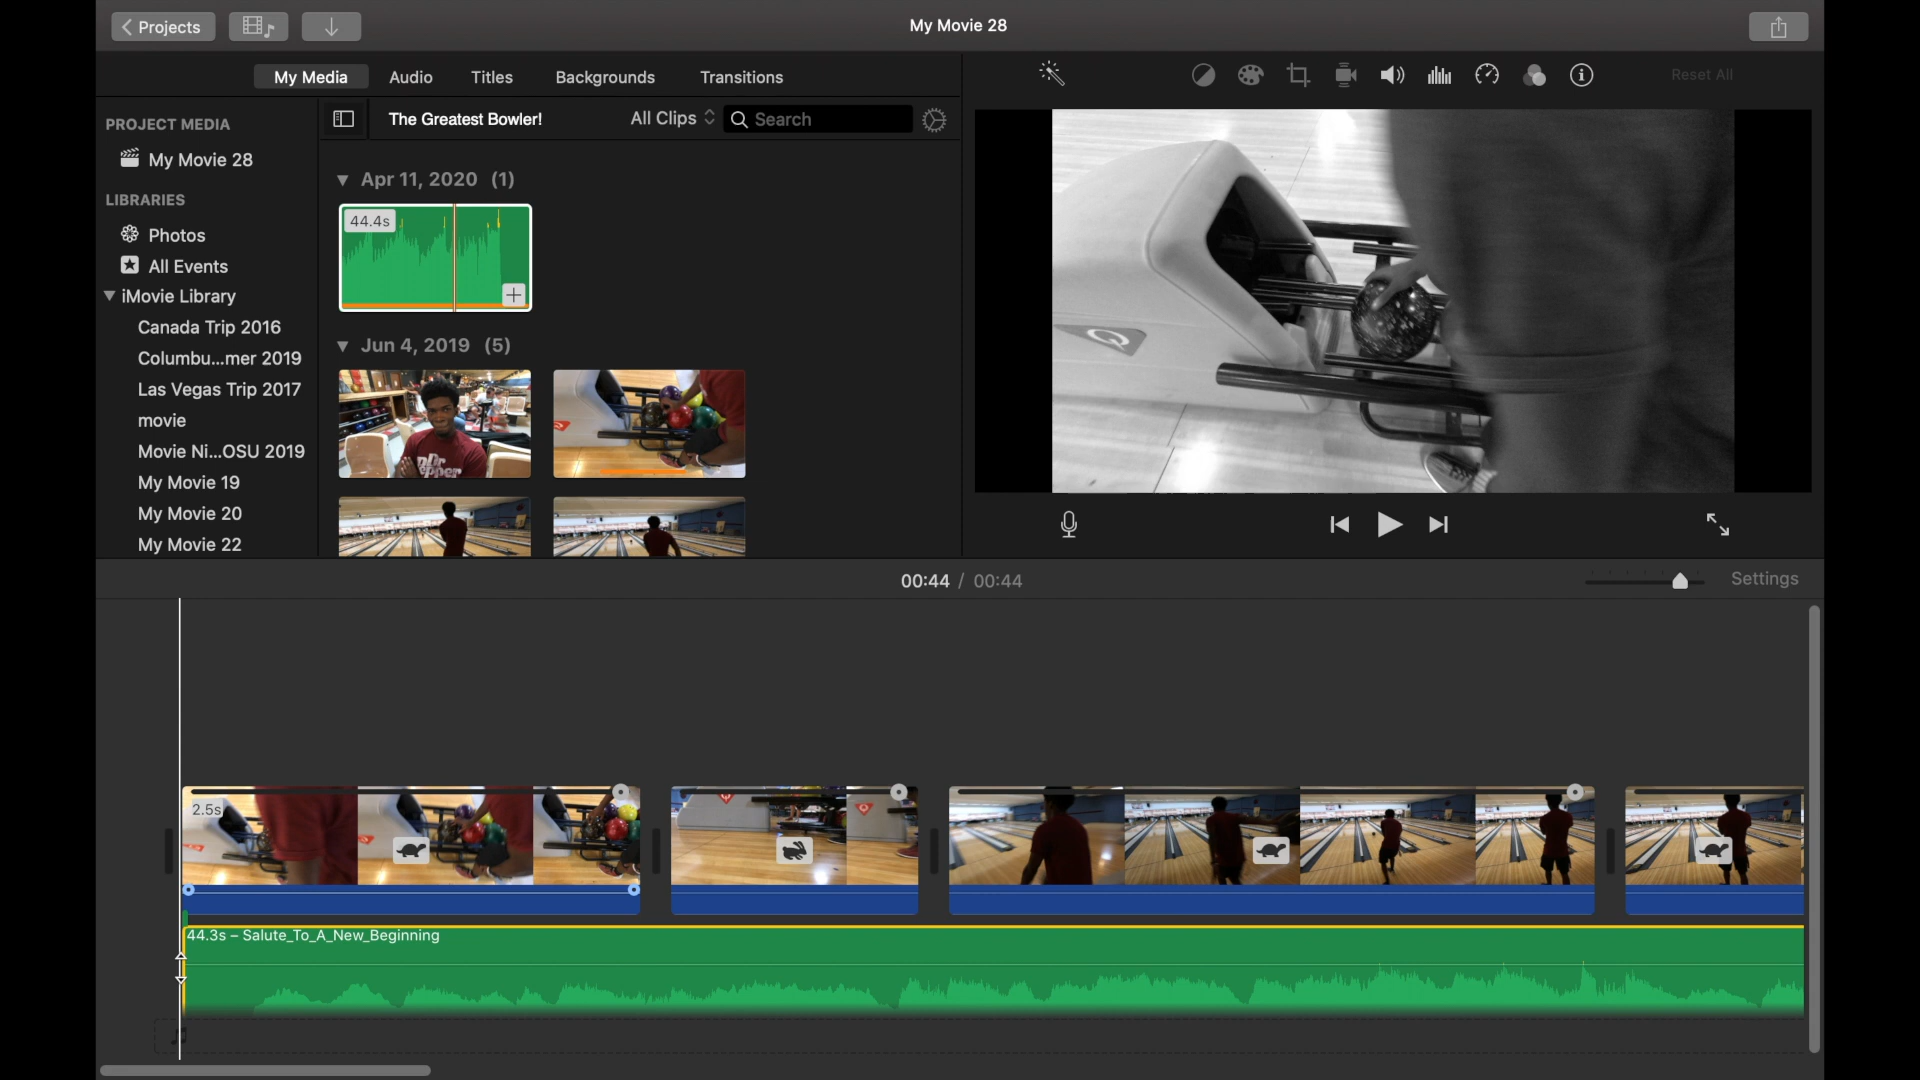 Projects
My Movie 28
My Media Audio Titles Backgrounds Transitions
Reset All
PROJECT MEDIA
My Movie 28
LIBRARIES
Photos
All Events
iMovie Library
Canada Trip 2016
Columbu...mer 2019
Las Vegas Trip 2017
movie
Movie Ni...OSU 2019
My Movie 19
My Movie 20
My Movie 22
The Greatest Bowler! All Clips Search
Apr 11, 2020 (1)
44.4s
Jun 4, 2019 (5)
Dr
Pepper
Q
00:44 / 00:44
Settings
2.5s
44.3s – Salute_To_A_New_Beginning